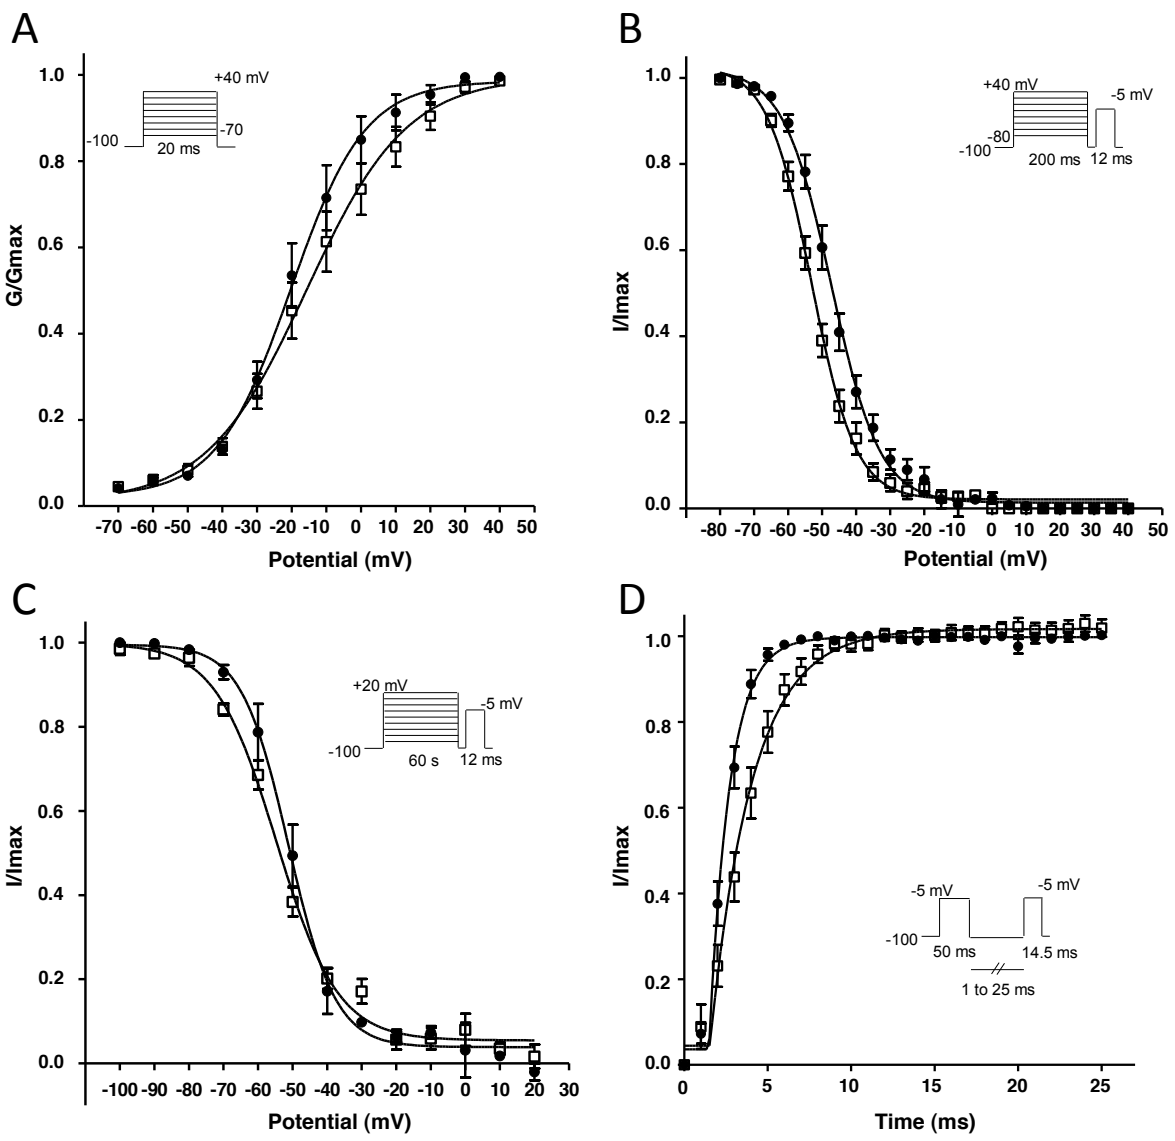 A
G/Gmax
1.0
0.8
0.6
0.4
0.2
0.0
+40 mV
-70
-100
20 ms
-70 -60 -50 -40 -30 -20 -10 0 10 20 30 40 50
Potential (mV)
B
I/Imax
1.0
0.8
0.6
0.4
0.2
0.0
+40 mV
-5 mV
-80
-100
200 ms
12 ms
-80 -70 -60 -50 -40 -30 -20 -10 0 10 20 30 40 50
Potential (mV)
C
I/Imax
1.0
0.8
0.6
0.4
0.2
0.0
+20 mV
-5 mV
-100
60 s
12 ms
-100 -90 -80 -70 -60 -50 -40 -30 -20 -10 0 10 20 30
Potential (mV)
D
I/Imax
1.0
0.8
0.6
0.4
0.2
0.0
-5 mV
-5 mV
-100
50 ms
14.5 ms
1 to 25 ms
0 5 10 15 20 25
Time (ms)